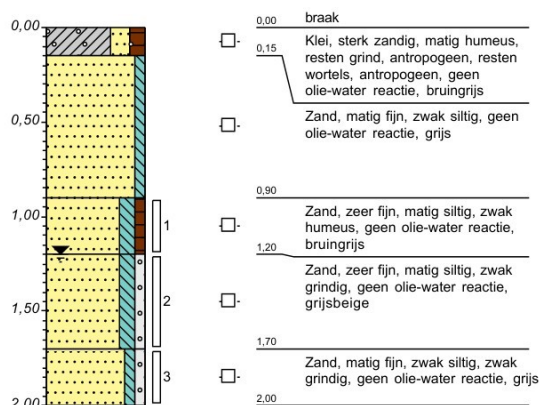 0,00
0,00
braak
Klei, sterk zandig, matig humeus,
resten grind, antropogeen, resten
wortels, antropogeen, geen
olie-water reactie, bruingrijs
0,15
0,50
Zand, matig fijn, zwak siltig, geen
olie-water reactie, grijs
0,90
1,00
1
Zand, zeer fijn, matig siltig, zwak
humeus, geen olie-water reactie,
bruingrijs
1,20
Zand, zeer fijn, matig siltig, zwak
grindig, geen olie-water reactie,
grijsbeige
1,50
2
1,70
3
Zand, matig fijn, zwak siltig, zwak
grindig, geen olie-water reactie, grijs
2,00
2,00